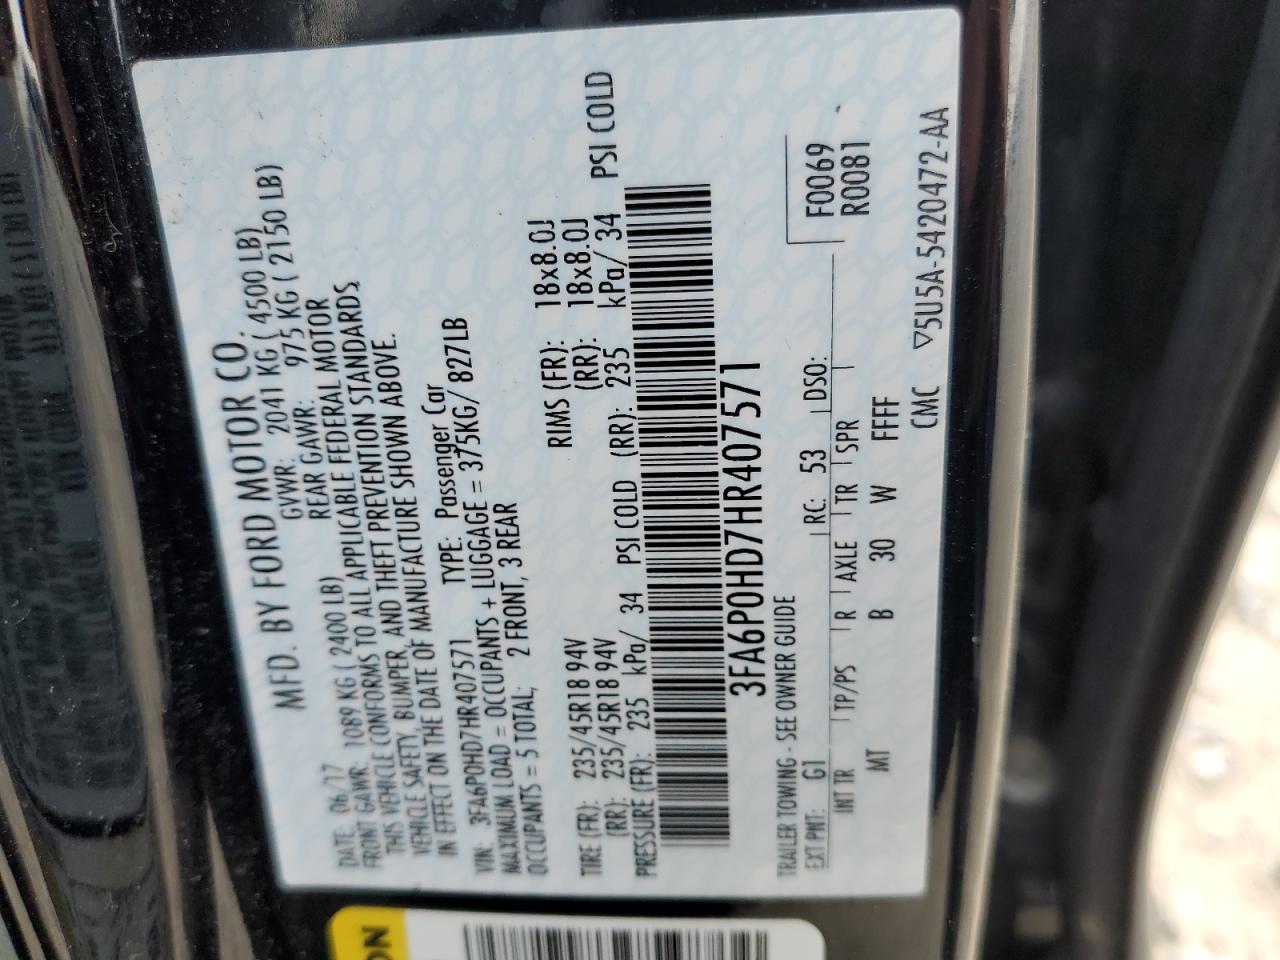 MFD. BY FORD MOTOR CO.
DATE: 06/17 GVWR: 2041 KG ( 4500 LB)
FRONT GAWR: 1089 KG ( 2400 LB) REAR GAWR: 975 KG ( 2150 LB)
THIS VEHICLE CONFORMS TO ALL APPLICABLE FEDERAL MOTOR
VEHICLE SAFETY, BUMPER, AND THEFT PREVENTION STANDARDS,
IN EFFECT ON THE DATE OF MANUFACTURE SHOWN ABOVE.
VIN: 3FA6P0HD7HR407571 TYPE: Passenger Car
MAXIMUM LOAD = OCCUPANTS + LUGGAGE = 375KG/ 827LB
OCCUPANTS = 5 TOTAL; 2 FRONT, 3 REAR
TIRE (FR): 235/45R18 94V RIMS (FR): 18x8.0J
(RR): 235/45R18 94V (RR): 18x8.0J
PRESSURE (FR): 235 kPa/ 34 PSI COLD (RR): 235 kPa/ 34 PSI COLD
3FA6P0HD7HR407571
TRAILER TOWING - SEE OWNER GUIDE
F0069
R0081
EXT PNT: G1 RC: 53 DSO:
INT TR TP/PS R AXLE TR SPR
MT B 30 W FFFF
CMC ▽5U5A-5420472-AA